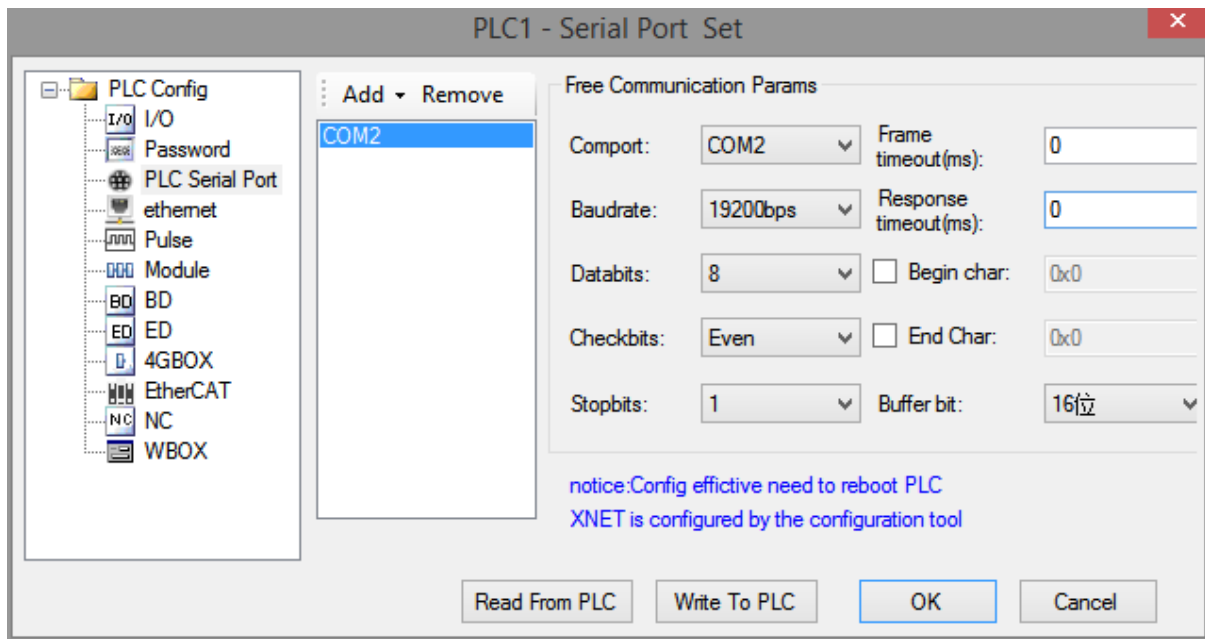 PLC1 - Serial Port Set
×
PLC Config
I/O I/O
Password
PLC Serial Port
ethernet
Pulse
Module
BD BD
ED ED
4GBOX
EtherCAT
NC NC
WBOX
Add Remove
COM2
Free Communication Params
Comport: COM2 Frame timeout(ms): 0
Baudrate: 19200bps Response timeout(ms): 0
Databits: 8 Begin char: 0x0
Checkbits: Even End Char: 0x0
Stopbits: 1 Buffer bit: 16位
notice:Config effictive need to reboot PLC
XNET is configured by the configuration tool
Read From PLC Write To PLC OK Cancel